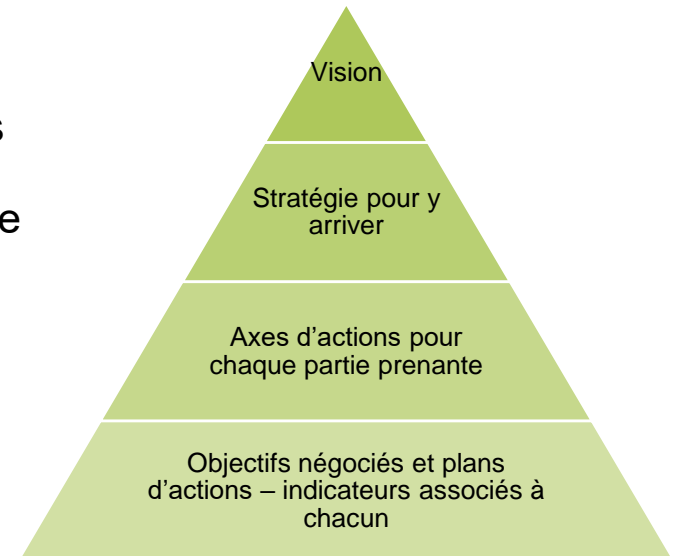 Vision
s
Stratégie pour y
arriver
e
Axes d'actions pour
chaque partie prenante
Objectifs négociés et plans
d'actions – indicateurs associés à
chacun